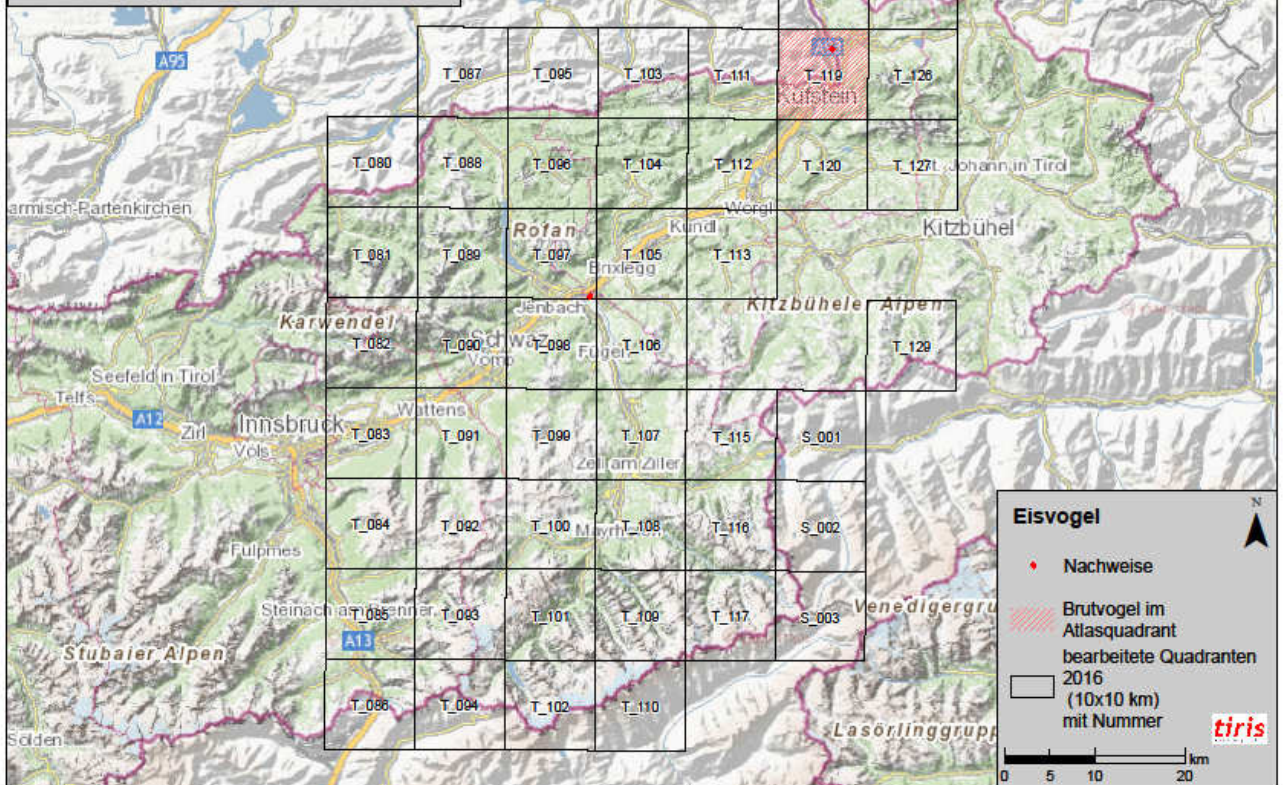 A95
A93
T_087
T_095
T_103
T_111
T_119
T_126
Kufstein
T_080
T_088
T_096
T_104
T_112
T_120
T_127
St. Johann in Tirol
armisch-Partenkirchen
Wörgl
Kundl
Kitzbühel
Rofan
T_081
T_089
T_097
T_105
T_113
Brixlegg
Jenbach
Kitzbüheler Alpen
Karwendel
Schwaz
T_082
T_090
T_098
Fügen
T_106
T_129
Vomp
Seefeld in Tirol
Telfs
A12
Zirl
Innsbruck
Völs
Wattens
T_083
T_091
T_099
T_107
T_115
S_001
Zell am Ziller
T_084
T_092
T_100
Mayrhofen
T_108
T_116
S_002
Fulpmes
Steinach am Brenner
T_085
T_093
T_101
T_109
T_117
S_003
Venedigergru
A13
Stubaier Alpen
T_086
T_094
T_102
T_110
Sölden
Lasörlinggrupp
Eisvogel
N
Nachweise
Brutvogel im
Atlasquadrant
bearbeitete Quadranten
2016
(10x10 km)
mit Nummer
tiris
km
0 5 10 20